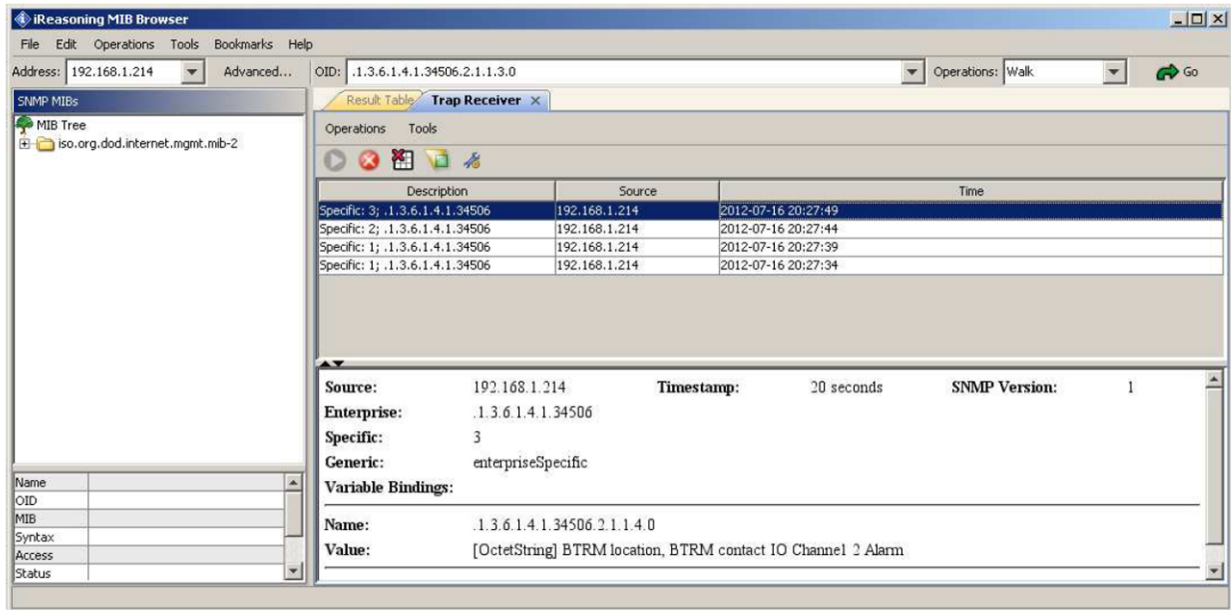 iReasoning MIB Browser
File Edit Operations Tools Bookmarks Help
Address: 192.168.1.214 Advanced... OID: .1.3.6.1.4.1.34506.2.1.1.3.0 Operations: Walk Go
SNMP MIBs
MIB Tree
iso.org.dod.internet.mgmt.mib-2
Name
OID
MIB
Syntax
Access
Status
Result Table Trap Receiver
Operations Tools
Description Source Time
Specific: 3; .1.3.6.1.4.1.34506 192.168.1.214 2012-07-16 20:27:49
Specific: 2; .1.3.6.1.4.1.34506 192.168.1.214 2012-07-16 20:27:44
Specific: 1; .1.3.6.1.4.1.34506 192.168.1.214 2012-07-16 20:27:39
Specific: 1; .1.3.6.1.4.1.34506 192.168.1.214 2012-07-16 20:27:34
Source: 192.168.1.214 Timestamp: 20 seconds SNMP Version: 1
Enterprise: .1.3.6.1.4.1.34506
Specific: 3
Generic: enterpriseSpecific
Variable Bindings:
Name: .1.3.6.1.4.1.34506.2.1.1.4.0
Value: [OctetString] BTRM location, BTRM contact IO Channel 2 Alarm